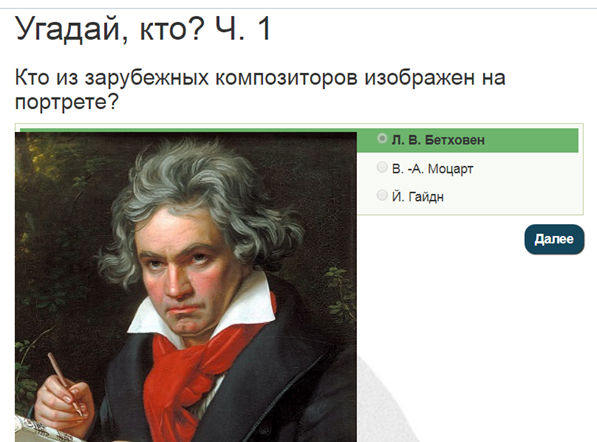 Угадай, кто? Ч. 1
Кто из зарубежных композиторов изображен на
портрете?
Л. В. Бетховен
В. -А. Моцарт
Й. Гайдн
Далее